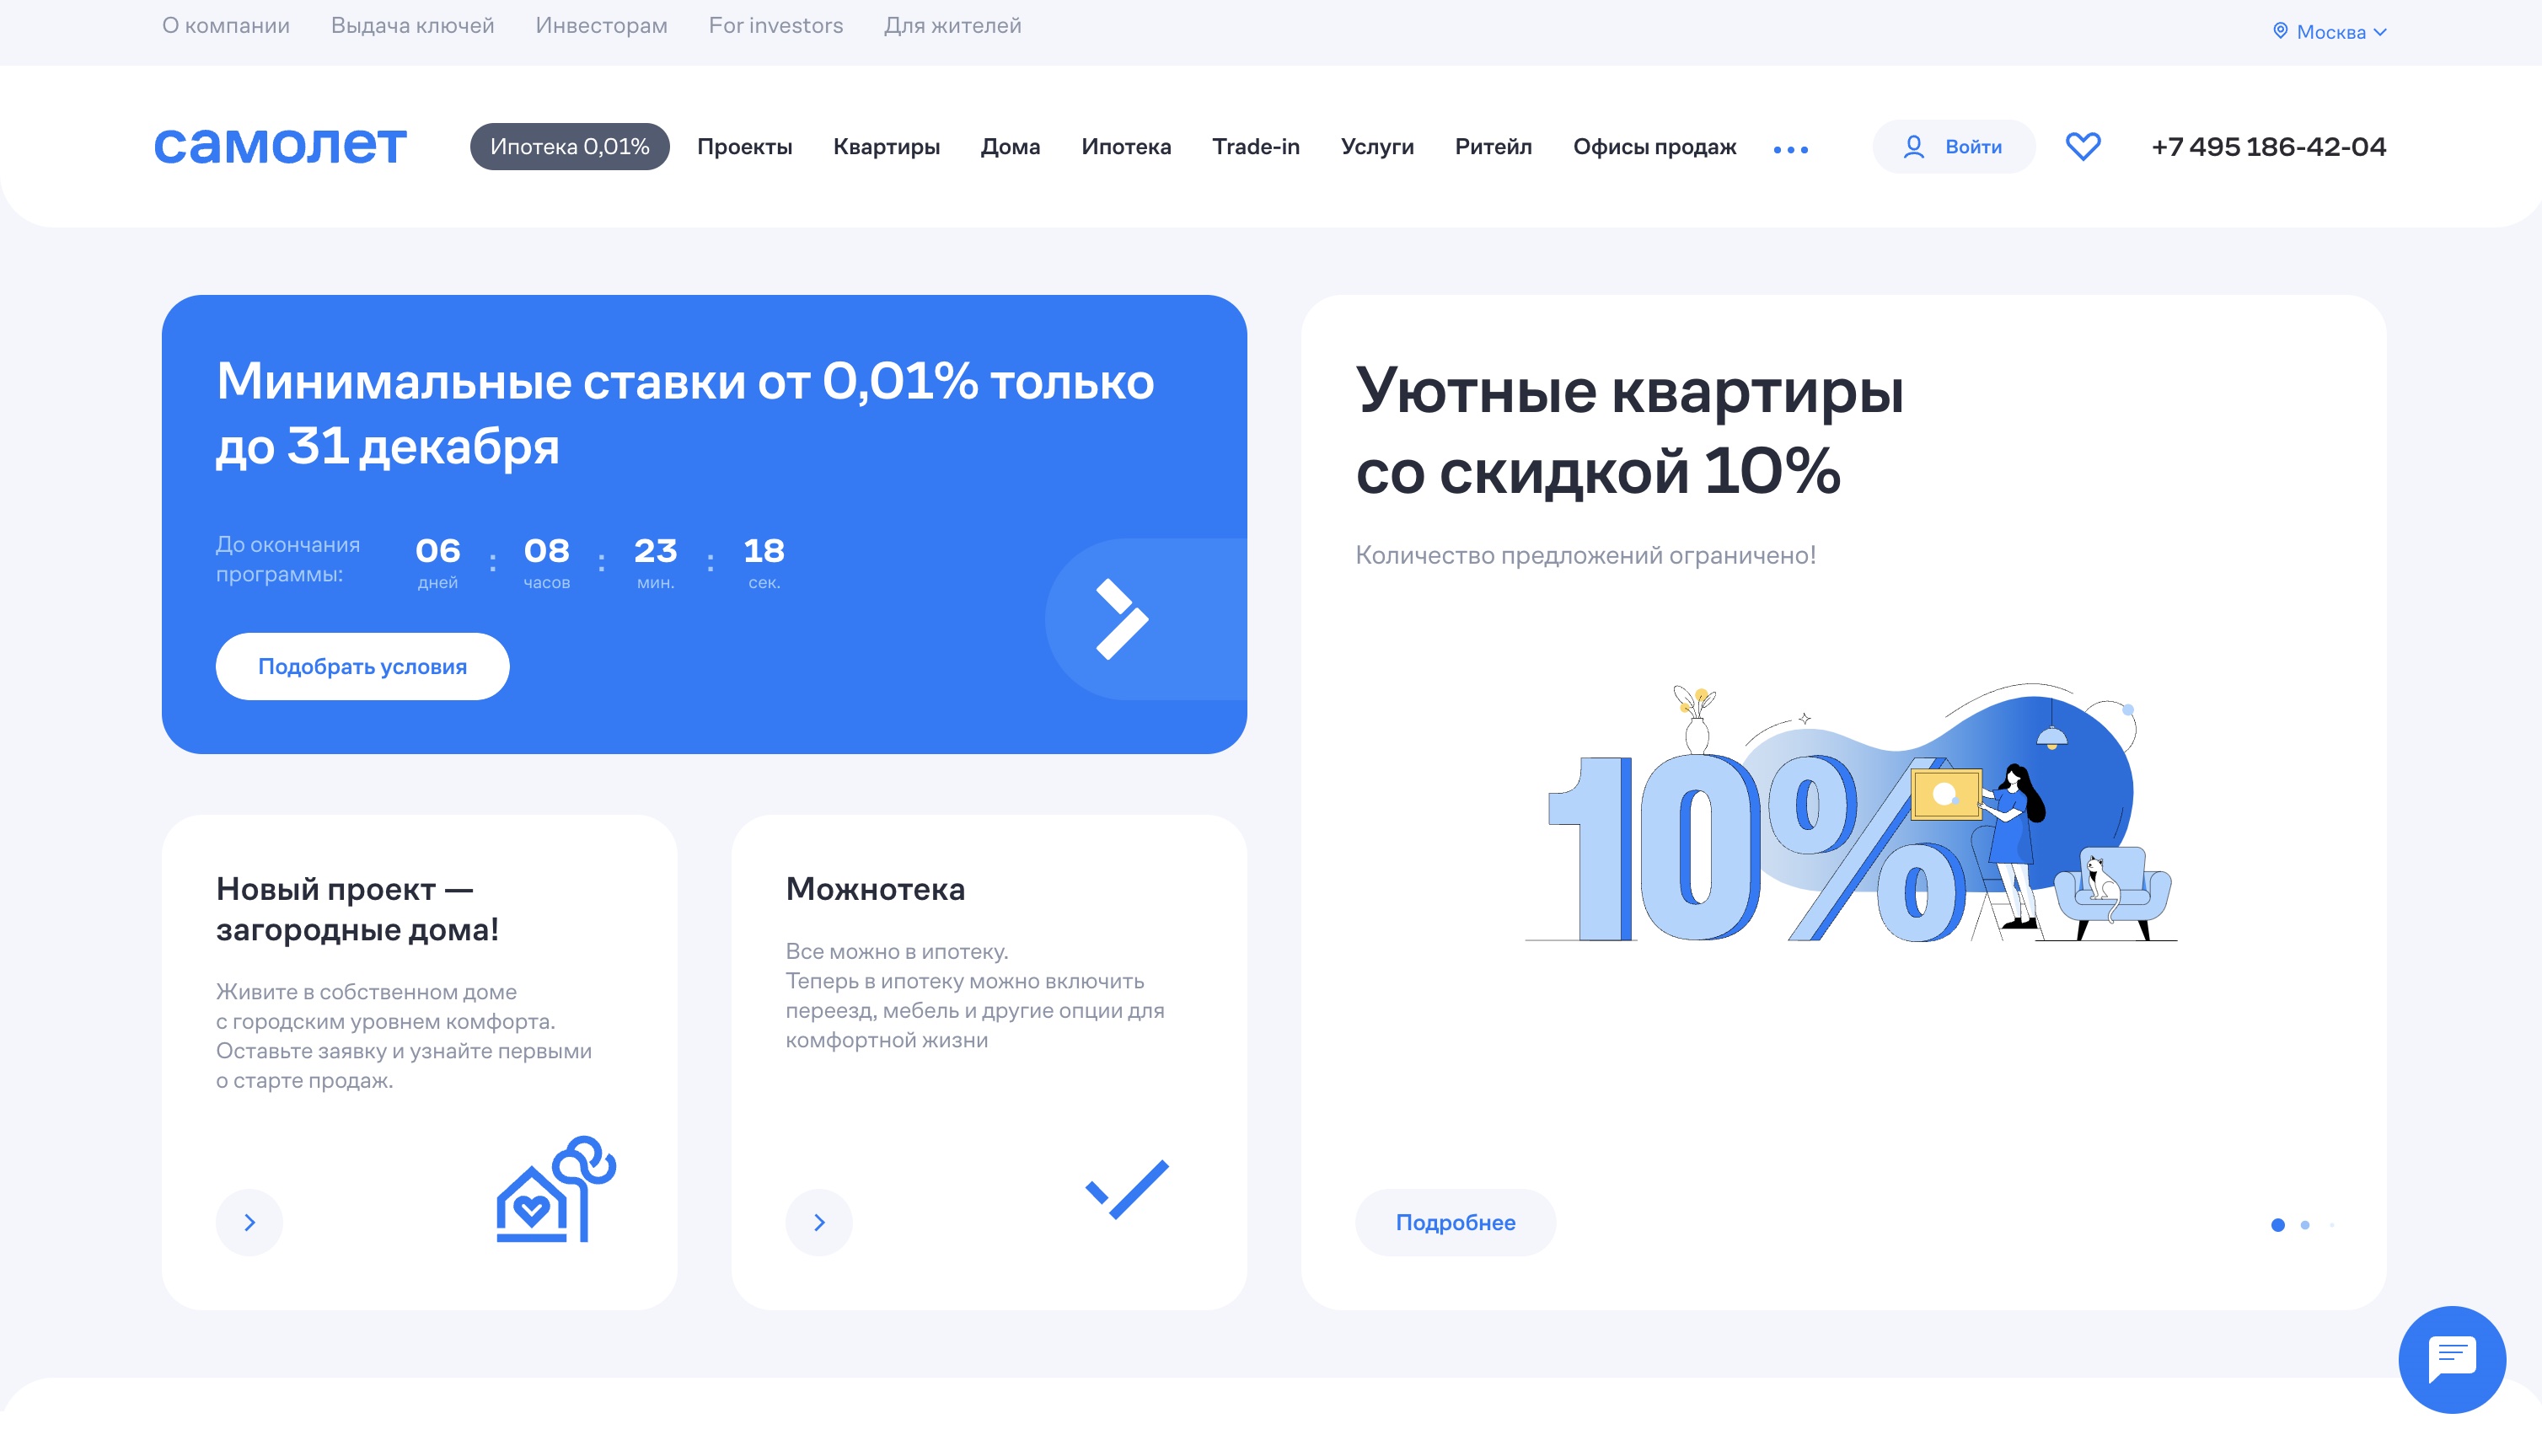 О компании Выдача ключей Инвесторам For investors Для жителей
Москва
самолет
Ипотека 0,01% Проекты Квартиры Дома Ипотека Trade-in Услуги Ритейл Офисы продаж
Войти
+7 495 186-42-04
Минимальные ставки от 0,01% только
до 31 декабря
До окончания
программы:
06 : 08 : 23 : 18
дней часов мин. сек.
Подобрать условия
Новый проект —
загородные дома!
Живите в собственном доме
с городским уровнем комфорта.
Оставьте заявку и узнайте первыми
о старте продаж.
Можнотека
Все можно в ипотеку.
Теперь в ипотеку можно включить
переезд, мебель и другие опции для
комфортной жизни
Уютные квартиры
со скидкой 10%
Количество предложений ограничено!
10%
Подробнее